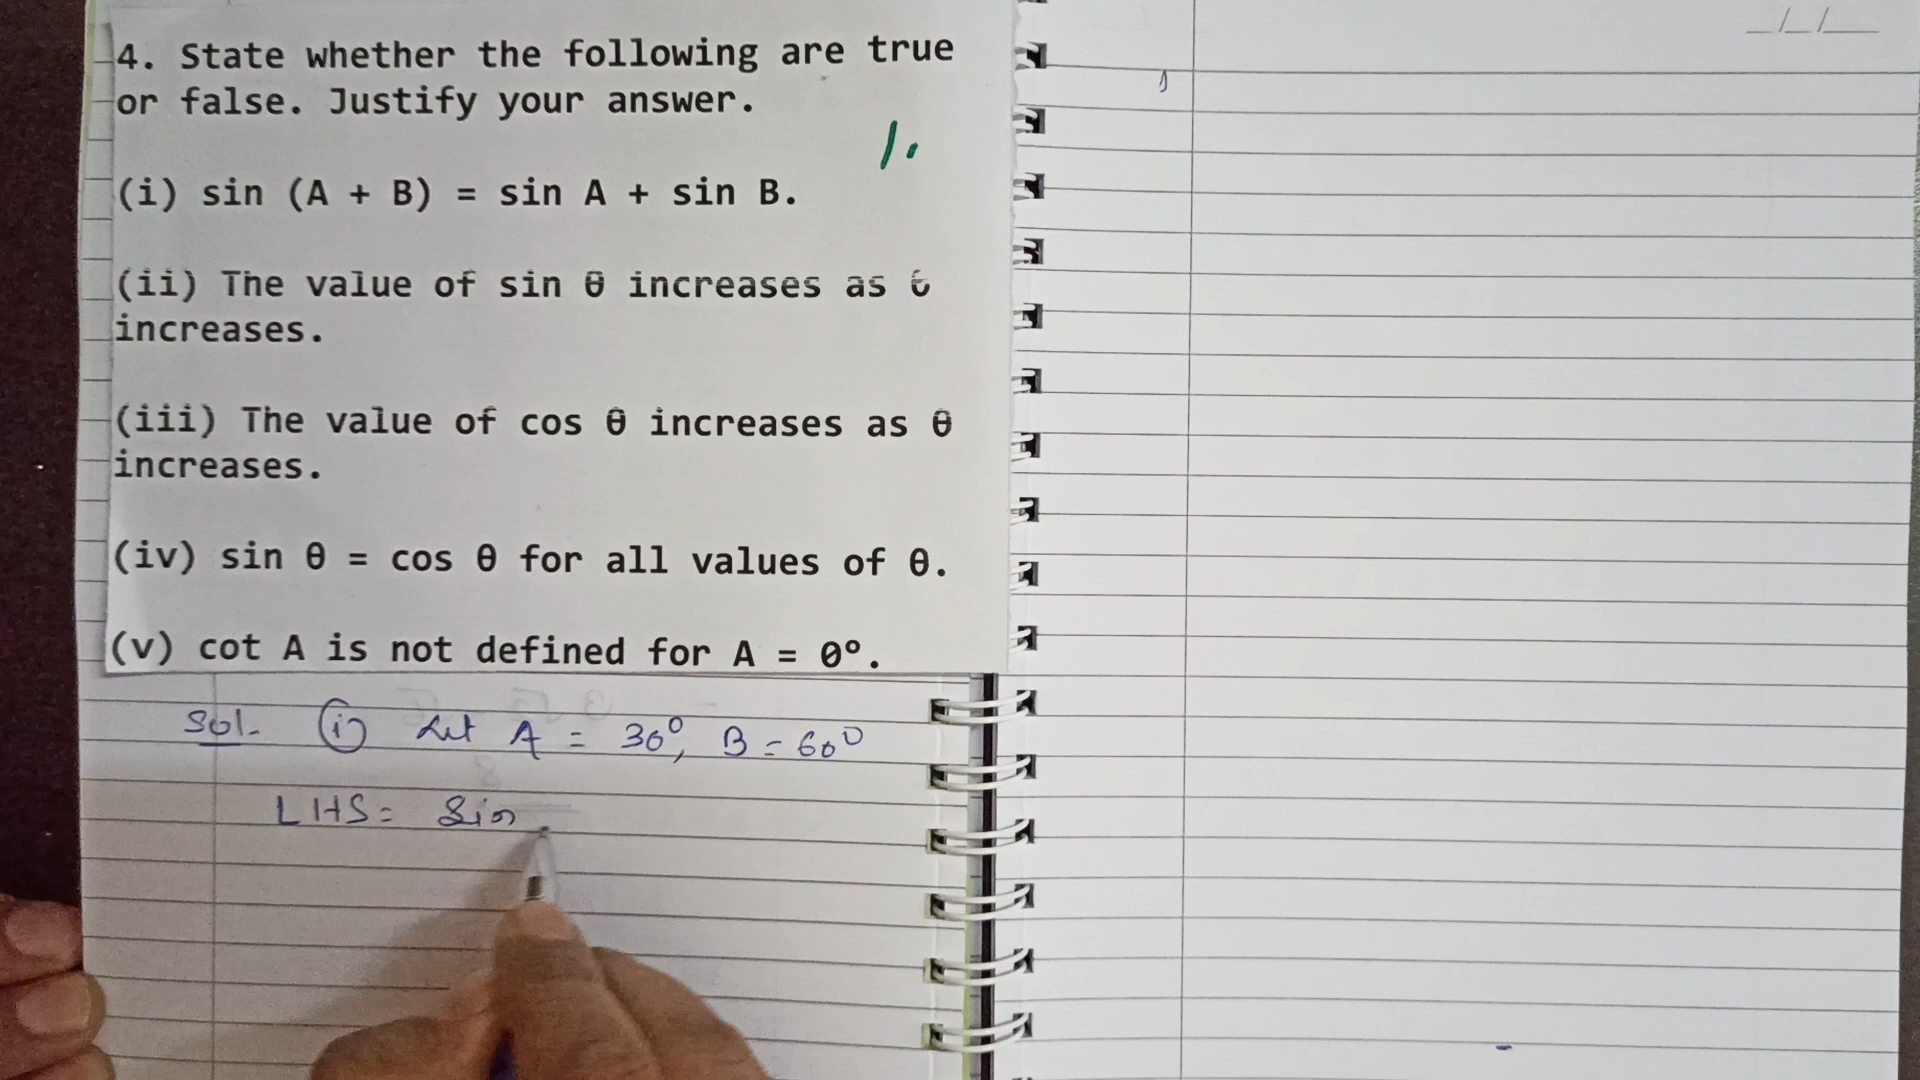 4. State whether the following are true
or false. Justify your answer.
(i) sin (A + B) = sin A + sin B.
(ii) The value of sin θ increases as θ
increases.
(iii) The value of cos θ increases as θ
increases.
(iv) sin θ = cos θ for all values of θ.
(v) cot A is not defined for A = 0°.
Sol. (i) Let A = 30°, B = 60°
LHS = Sin